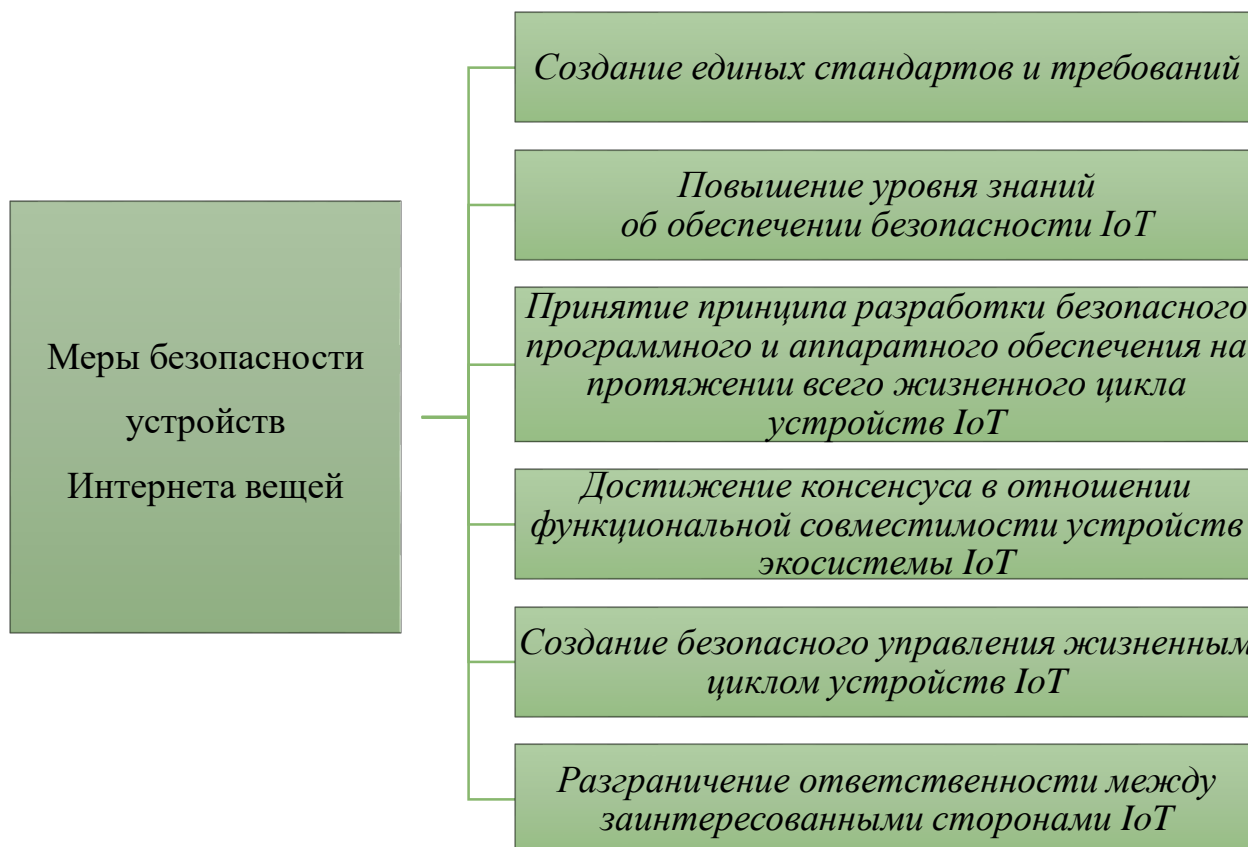 Меры безопасности
устройств
Интернета вещей
Создание единых стандартов и требований
Повышение уровня знаний
об обеспечении безопасности IoT
Принятие принципа разработки безопасного
программного и аппаратного обеспечения на
протяжении всего жизненного цикла
устройств IoT
Достижение консенсуса в отношении
функциональной совместимости устройств
экосистемы IoT
Создание безопасного управления жизненным
циклом устройств IoT
Разграничение ответственности между
заинтересованными сторонами IoT